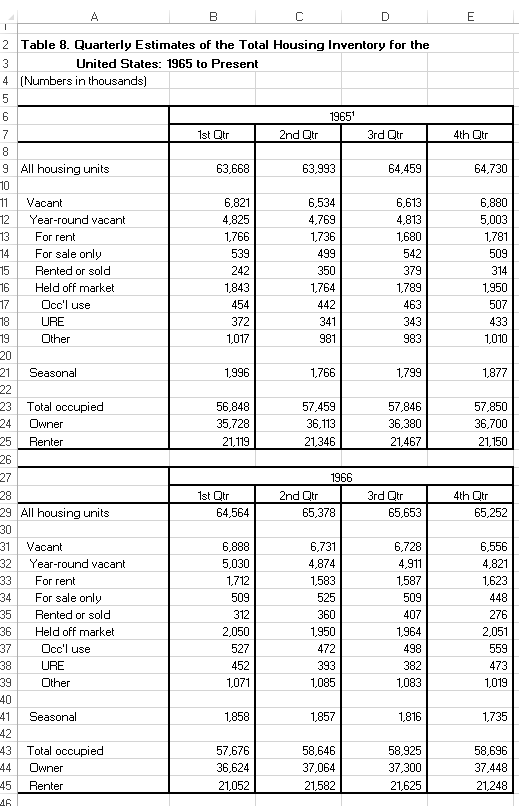 A B C D E
1
2 Table 8. Quarterly Estimates of the Total Housing Inventory for the
3 United States: 1965 to Present
4 (Numbers in thousands)
5
6 1965¹
7 1st Qtr 2nd Qtr 3rd Qtr 4th Qtr
8
9 All housing units 63,668 63,993 64,459 64,730
10
11 Vacant 6,821 6,534 6,613 6,880
12 Year-round vacant 4,825 4,769 4,813 5,003
13 For rent 1,766 1,736 1,680 1,781
14 For sale only 539 499 542 509
15 Rented or sold 242 350 379 314
16 Held off market 1,843 1,764 1,789 1,950
17 Occ'l use 454 442 463 507
18 URE 372 341 343 433
19 Other 1,017 981 983 1,010
20
21 Seasonal 1,996 1,766 1,799 1,877
22
23 Total occupied 56,848 57,459 57,846 57,850
24 Owner 35,728 36,113 36,380 36,700
25 Renter 21,119 21,346 21,467 21,150
26
27 1966
28 1st Qtr 2nd Qtr 3rd Qtr 4th Qtr
29 All housing units 64,564 65,378 65,653 65,252
30
31 Vacant 6,888 6,731 6,728 6,556
32 Year-round vacant 5,030 4,874 4,911 4,821
33 For rent 1,712 1,583 1,587 1,623
34 For sale only 509 525 509 448
35 Rented or sold 312 360 407 276
36 Held off market 2,050 1,950 1,964 2,051
37 Occ'l use 527 472 498 559
38 URE 452 393 382 473
39 Other 1,071 1,085 1,083 1,019
40
41 Seasonal 1,858 1,857 1,816 1,735
42
43 Total occupied 57,676 58,646 58,925 58,696
44 Owner 36,624 37,064 37,300 37,448
45 Renter 21,052 21,582 21,625 21,248
46